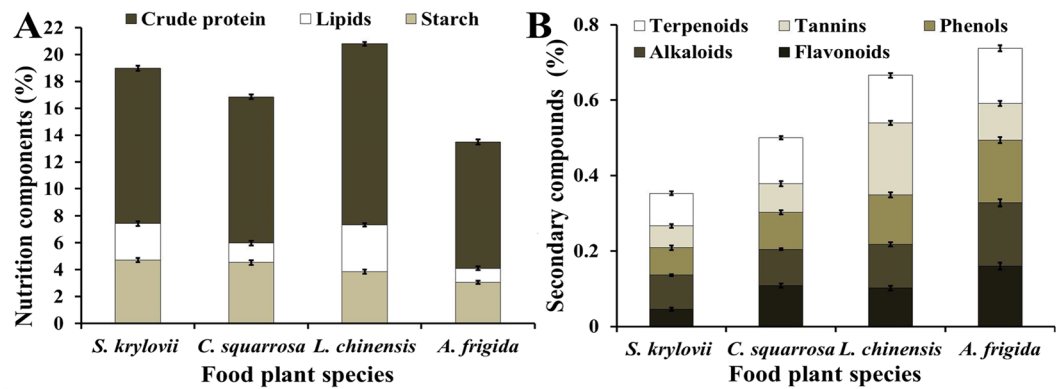 A
Crude protein Lipids Starch
Nutrition components (%)
22
20
18
16
14
12
10
8
6
4
2
0
S. krylovii C. squarrosa L. chinensis A. frigida
Food plant species
B
Terpenoids Tannins Phenols
Alkaloids Flavonoids
Secondary compounds (%)
0.8
0.6
0.4
0.2
0
S. krylovii C. squarrosa L. chinensis A. frigida
Food plant species